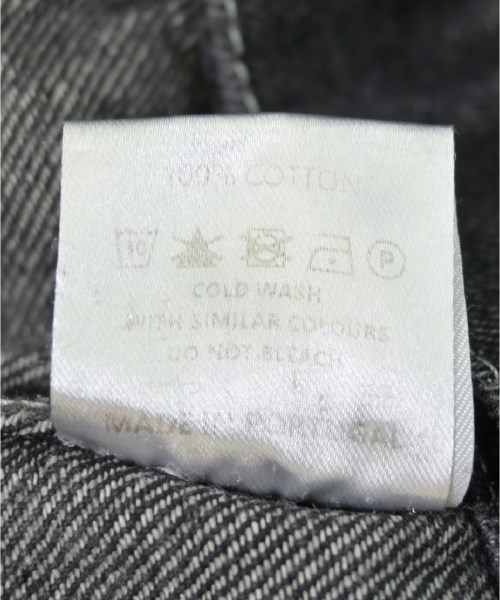 100% COTTON
30 P
COLD WASH
WITH SIMILAR COLOURS
DO NOT BLEACH
MADE IN PORTUGAL